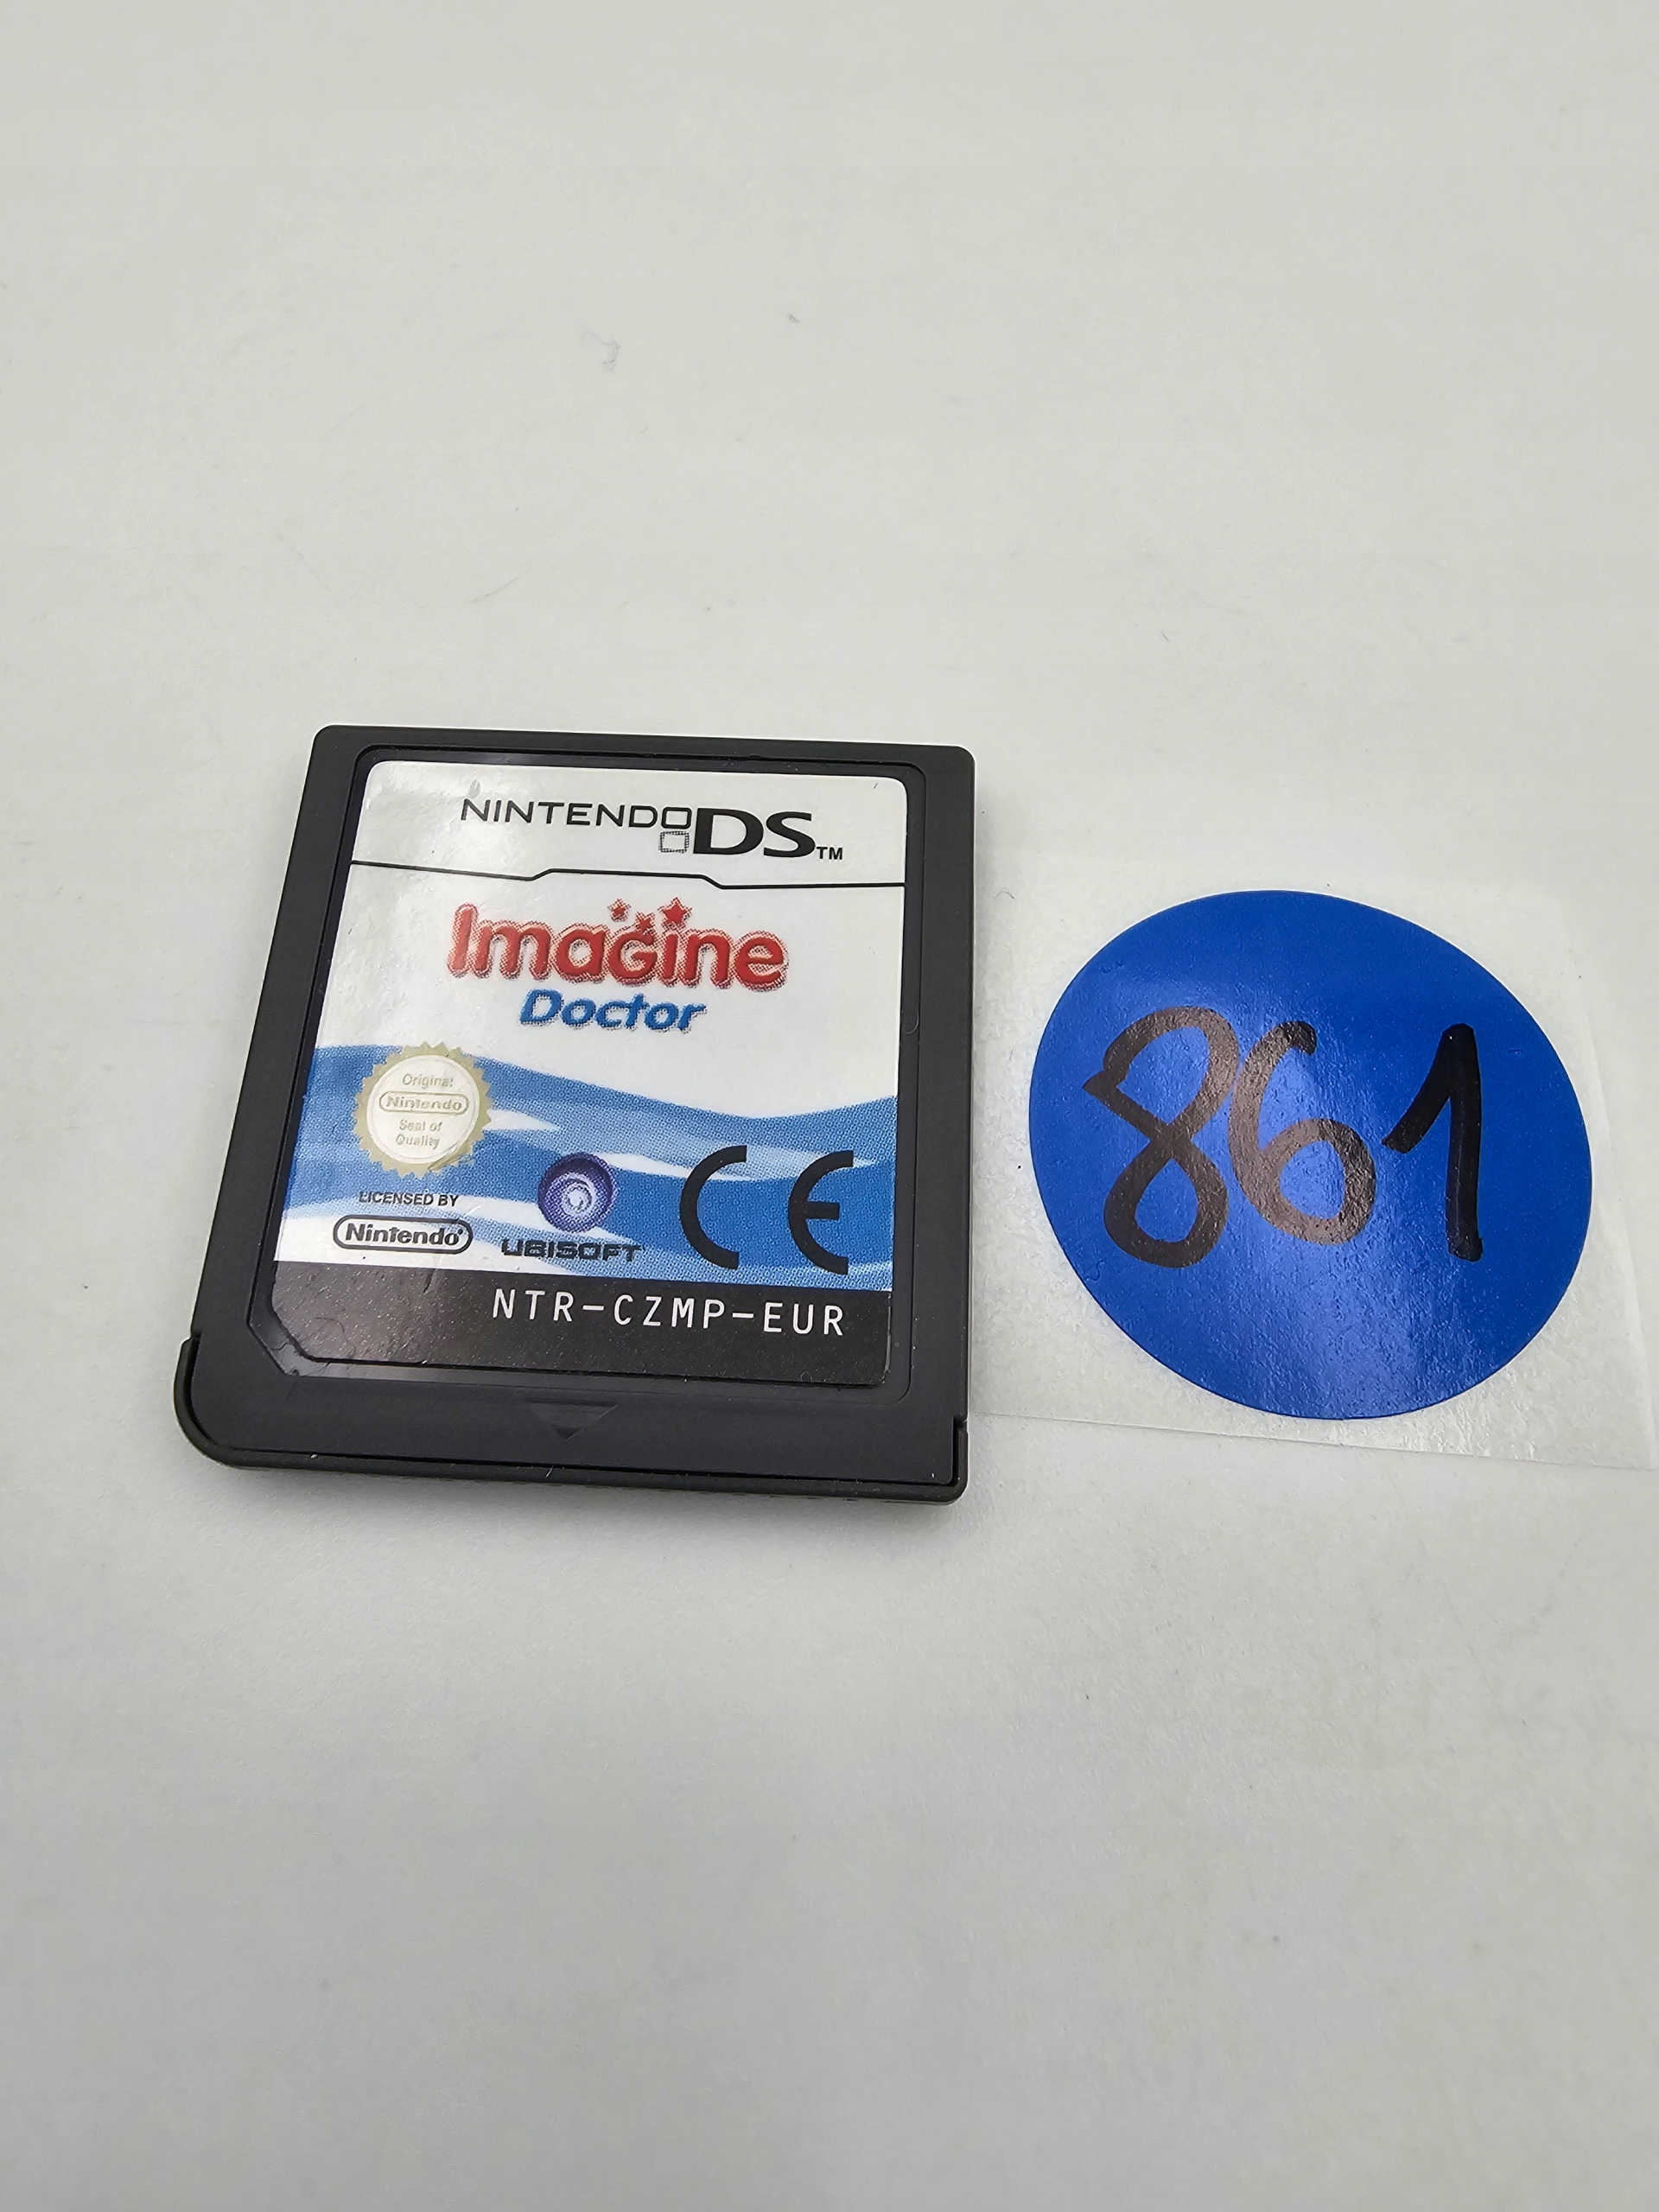 NINTENDO DS™
Imagine
Doctor
Original
Nintendo
Seal of
Quality
LICENSED BY
Nintendo®
UBISOFT
CE
NTR-CZMP-EUR
861